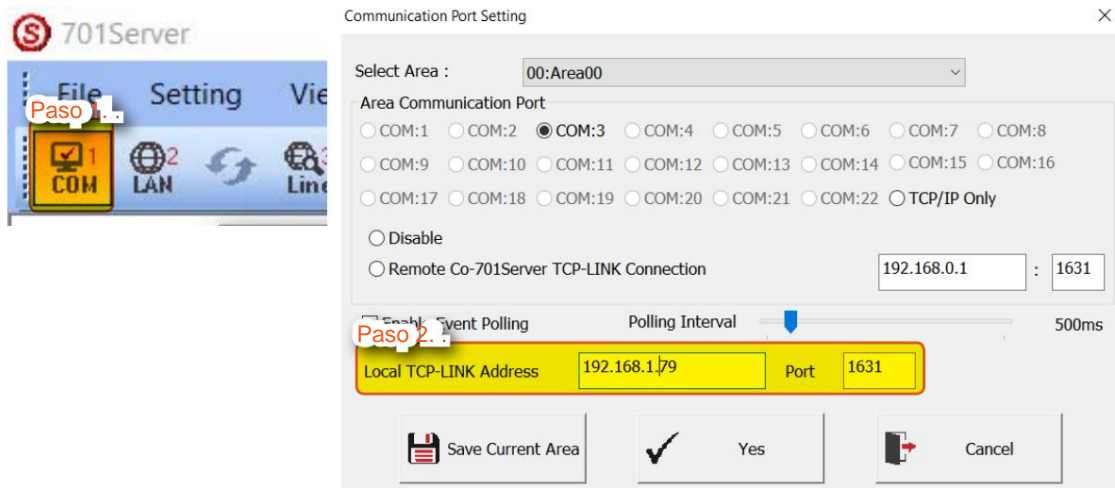 701Server
File Setting Vie
Paso 1. .
1 COM
2 LAN
3 Line
Communication Port Setting
Select Area :
00:Area00
Area Communication Port
COM:1 COM:2 COM:3 COM:4 COM:5 COM:6 COM:7 COM:8
COM:9 COM:10 COM:11 COM:12 COM:13 COM:14 COM:15 COM:16
COM:17 COM:18 COM:19 COM:20 COM:21 COM:22 TCP/IP Only
Disable
Remote Co-701Server TCP-LINK Connection 192.168.0.1 : 1631
Enable Event Polling Polling Interval 500ms
Paso 2. .
Local TCP-LINK Address 192.168.1.79 Port 1631
Save Current Area Yes Cancel